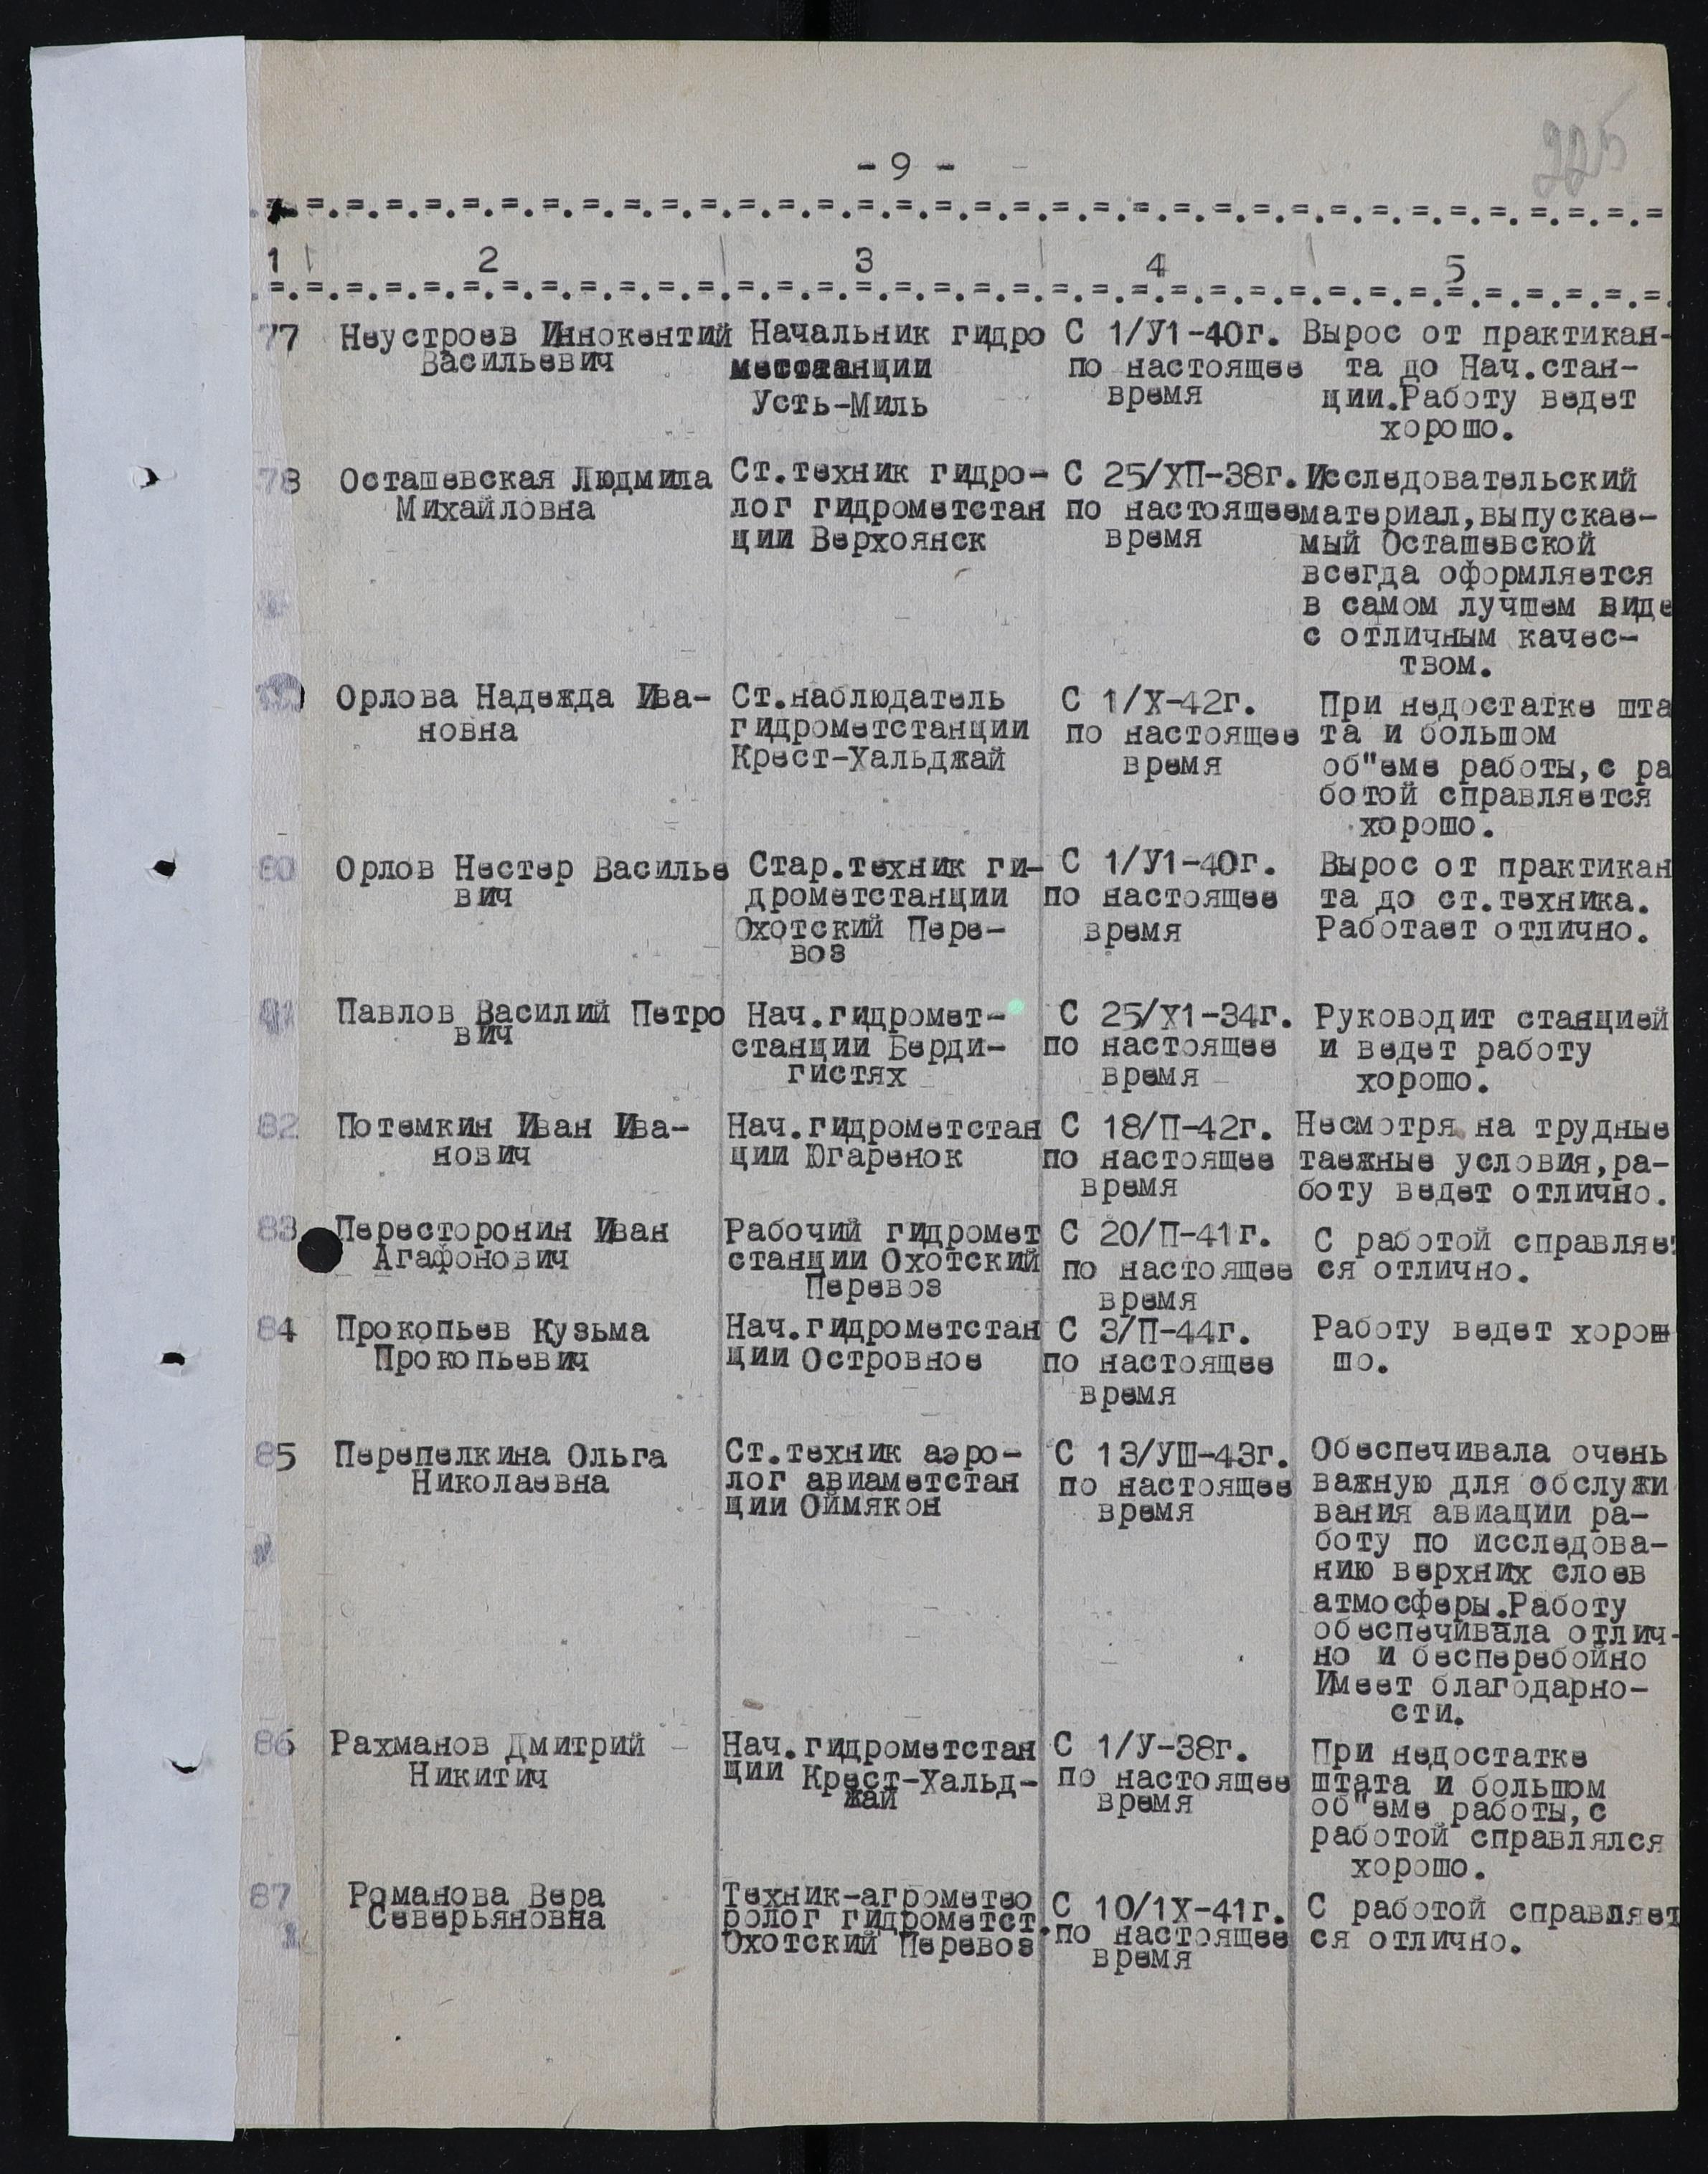 225
- 9 -
1 2 3 4 5
77 Неустроев Иннокентий Начальник гидро С 1/У1-40г. Вырос от практикан-
Васильевич метстанции по настоящее та до Нач.стан-
Усть-Миль время ции.Работу ведет
хорошо.
78 Осташевская Людмила Ст.техник гидро- С 25/ХП-38г. Исследовательский
Михайловна лог гидрометстан по настоящее материал,выпускае-
ции Верхоянск время мый Осташевской
всегда оформляется
в самом лучшем виде
с отличным качес-
твом.
Орлова Надежда Ива- Ст.наблюдатель С 1/Х-42г. При недостатке шта
новна гидрометстанции по настоящее та и большом
Крест-Хальджай время об"еме работы,с ра
ботой справляется
хорошо.
80 Орлов Нестер Василье Стар.техник ги- С 1/У1-40г. Вырос от практикан
вич дрометстанции по настоящее та до ст.техника.
Охотский Пере- время Работает отлично.
воз
81 Павлов Василий Петро Нач.гидромет- С 25/Х1-34г. Руководит станцией
вич станции Берди- по настоящее и ведет работу
гистях время хорошо.
82 Потемкин Иван Ива- Нач.гидрометстан С 18/П-42г. Несмотря на трудные
нович ции Югаренок по настоящее таежные условия,ра-
время боту ведет отлично.
83 Пересторонин Иван Рабочий гидромет С 20/П-41г. С работой справляет
Агафонович станции Охотский по настоящее ся отлично.
Перевоз время
84 Прокопьев Кузьма Нач.гидрометстан С 3/П-44г. Работу ведет хорош
Прокопьевич ции Островное по настоящее шо.
время
85 Перепелкина Ольга Ст.техник аэро- С 13/УШ-43г. Обеспечивала очень
Николаевна лог авиаметстан по настоящее важную для обслужи
ции Оймякон время вания авиации ра-
боту по исследова-
нию верхних слоев
атмосферы.Работу
обеспечивала отлич-
но и бесперебойно
Имеет благодарно-
сти.
86 Рахманов Дмитрий Нач.гидрометстан С 1/У-38г. При недостатке
Никитич ции Крест-Хальд- по настоящее штата и большом
жай время об"еме работы,с
работой справлялся
хорошо.
87 Романова Вера Техник-агрометео С 10/1Х-41г. С работой справляет
Северьяновна ролог гидрометст. по настоящее ся отлично.
Охотский Перевоз время